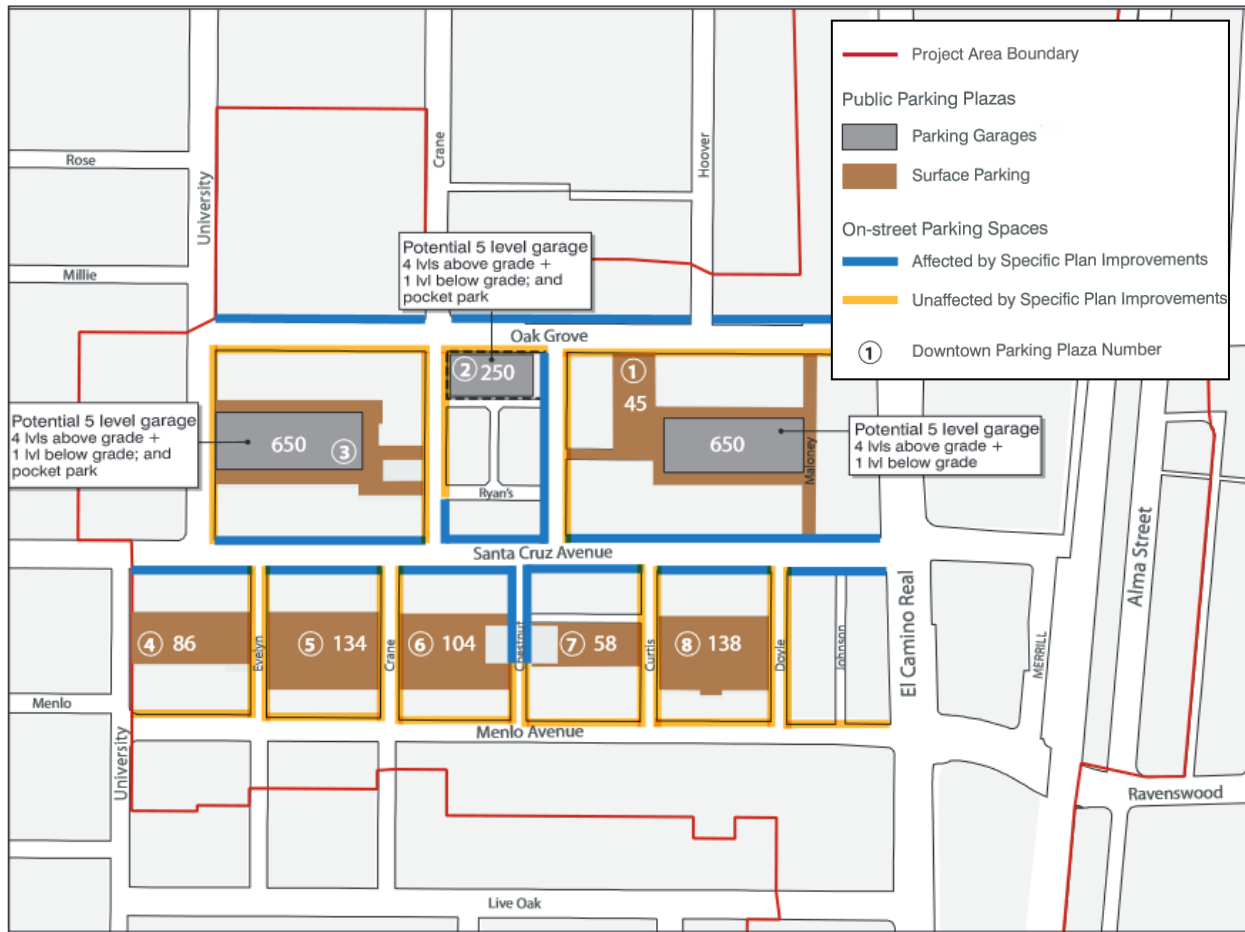 Project Area Boundary
Public Parking Plazas
Parking Garages
Surface Parking
On-street Parking Spaces
Affected by Specific Plan Improvements
Unaffected by Specific Plan Improvements
1 Downtown Parking Plaza Number
Rose
University
Crane
Hoover
Millie
Potential 5 level garage
4 lvls above grade +
1 lvl below grade; and
pocket park
Oak Grove
2 250
1
45
Potential 5 level garage
4 lvls above grade +
1 lvl below grade; and
pocket park
650
3
650
Maloney
Potential 5 level garage
4 lvls above grade +
1 lvl below grade
Ryan's
Santa Cruz Avenue
4 86
Evelyn
5 134
Crane
6 104
Chestnut
7 58
Curtis
8 138
Doyle
Johnson
El Camino Real
MERRILL
Alma Street
Menlo
Menlo Avenue
University
Ravenswood
Live Oak